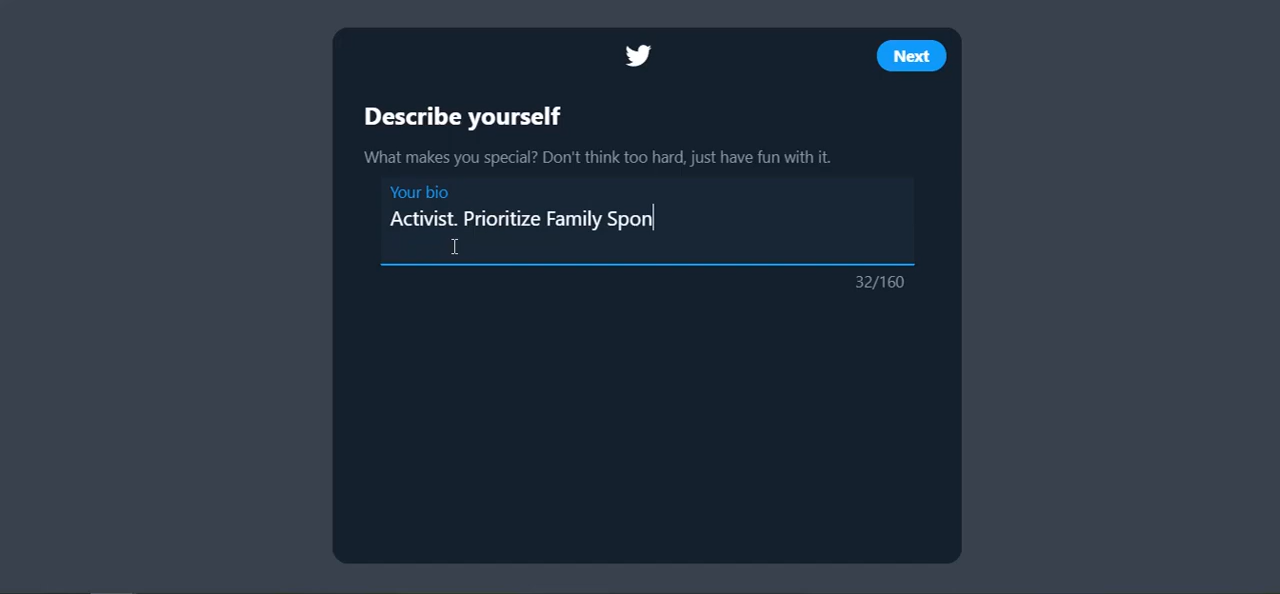 Next
Describe yourself
What makes you special? Don't think too hard, just have fun with it.
Your bio
Activist. Prioritize Family Spon
32/160